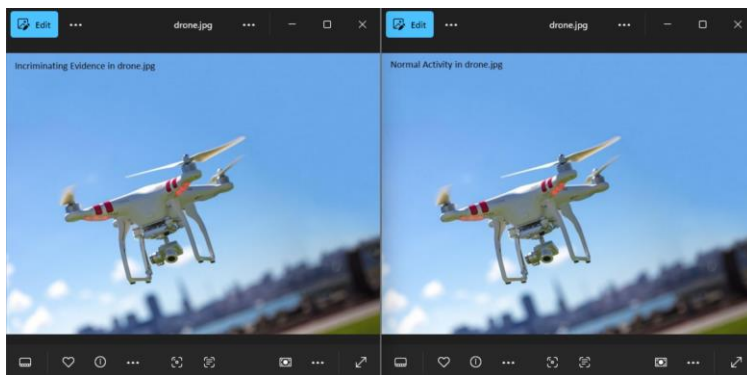 Edit ••• drone.jpg •••
Edit ••• drone.jpg •••
Incriminating Evidence in drone.jpg
Normal Activity in drone.jpg